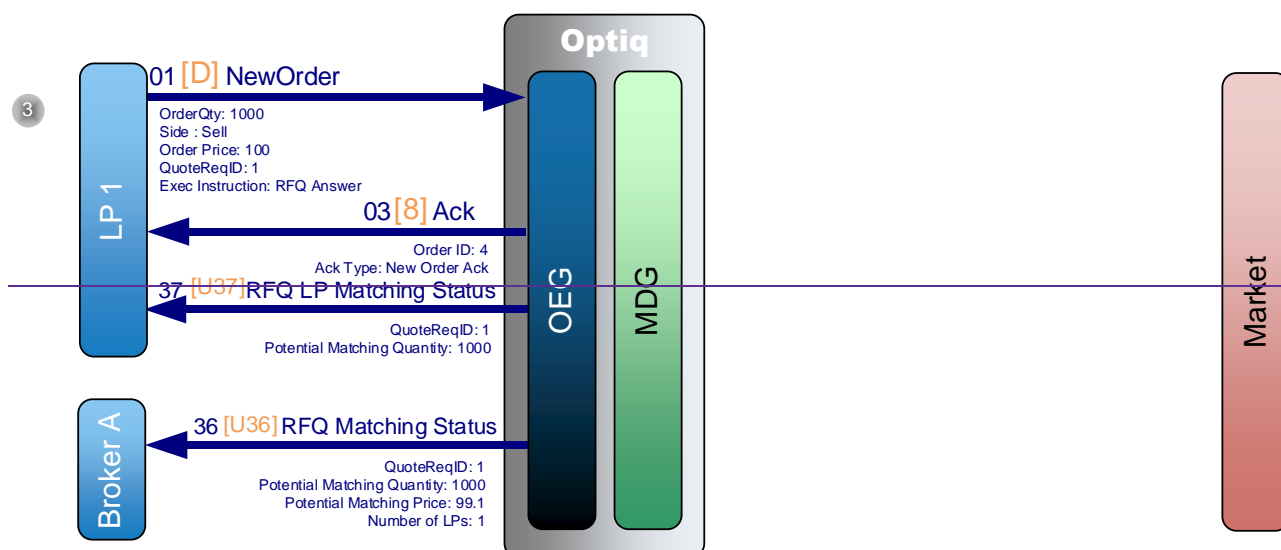 Optiq
3
01 [D] NewOrder
OrderQty: 1000
Side : Sell
Order Price: 100
QuoteReqID: 1
Exec Instruction: RFQ Answer
LP 1
03 [8] Ack
Order ID: 4
Ack Type: New Order Ack
37 [U37] RFQ LP Matching Status
QuoteReqID: 1
Potential Matching Quantity: 1000
OEG
MDG
Market
Broker A
36 [U36] RFQ Matching Status
QuoteReqID: 1
Potential Matching Quantity: 1000
Potential Matching Price: 99.1
Number of LPs: 1